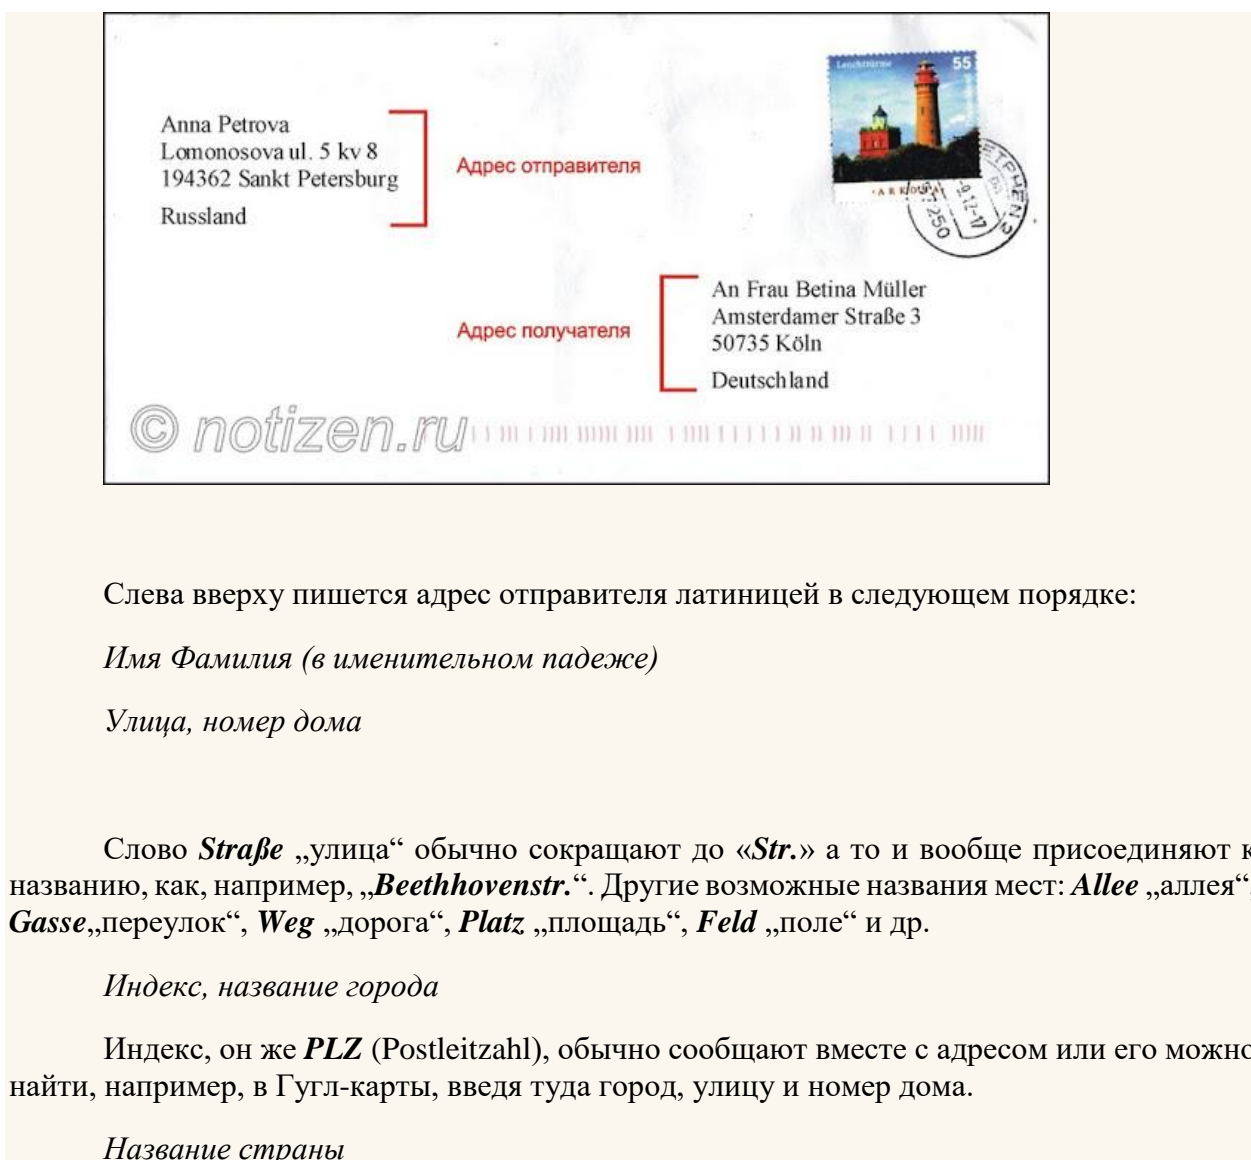 Leuchttürme 55
Anna Petrova
Lomonosova ul. 5 kv 8
194362 Sankt Petersburg
Russland
Адрес отправителя
·ARKONA·
9.12-17
An Frau Betina Müller
Amsterdamer Straße 3
50735 Köln
Deutschland
Адрес получателя
© notizen.ru
Слева вверху пишется адрес отправителя латиницей в следующем порядке:
Имя Фамилия (в именительном падеже)
Улица, номер дома
Слово Straße „улица“ обычно сокращают до «Str.» а то и вообще присоединяют к
названию, как, например, „Beethhovenstr.“. Другие возможные названия мест: Allee „аллея“,
Gasse„переулок“, Weg „дорога“, Platz „площадь“, Feld „поле“ и др.
Индекс, название города
Индекс, он же PLZ (Postleitzahl), обычно сообщают вместе с адресом или его можно
найти, например, в Гугл-карты, введя туда город, улицу и номер дома.
Название страны